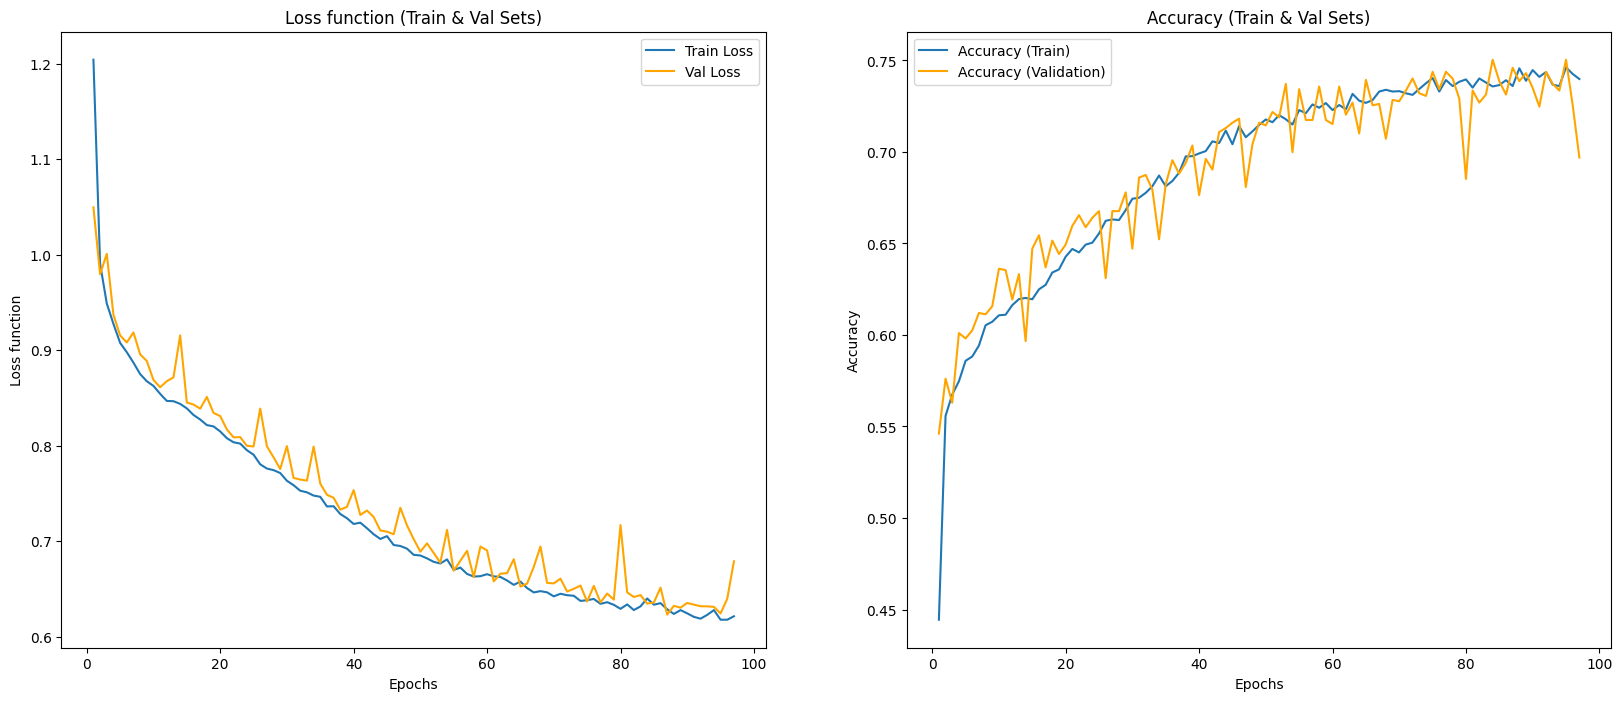 Loss function (Train & Val Sets)
Train Loss
Val Loss
1.2
1.1
1.0
0.9
0.8
0.7
0.6
Loss function
0
20
40
60
80
100
Epochs
Accuracy (Train & Val Sets)
Accuracy (Train)
Accuracy (Validation)
0.75
0.70
0.65
0.60
0.55
0.50
0.45
Accuracy
0
20
40
60
80
100
Epochs